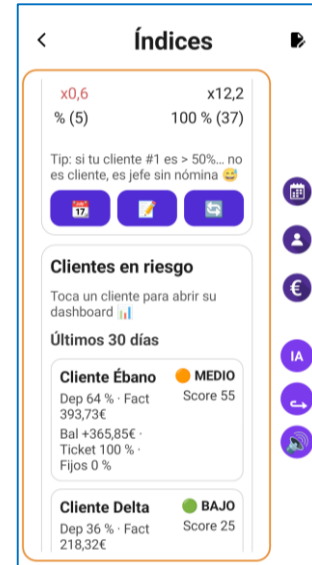 Índices
x0,6 x12,2
% (5) 100 % (37)
Tip: si tu cliente #1 es > 50%... no
es cliente, es jefe sin nómina 😅
📅 📝 🔄
Clientes en riesgo
Toca un cliente para abrir su
dashboard 📊
Últimos 30 días
Cliente Ébano 🟠 MEDIO
Dep 64 % · Fact Score 55
393,73€
Bal +365,85€ ·
Ticket 100 % ·
Fijos 0 %
IA
Cliente Delta 🟢 BAJO
Dep 36 % · Fact Score 25
218,32€